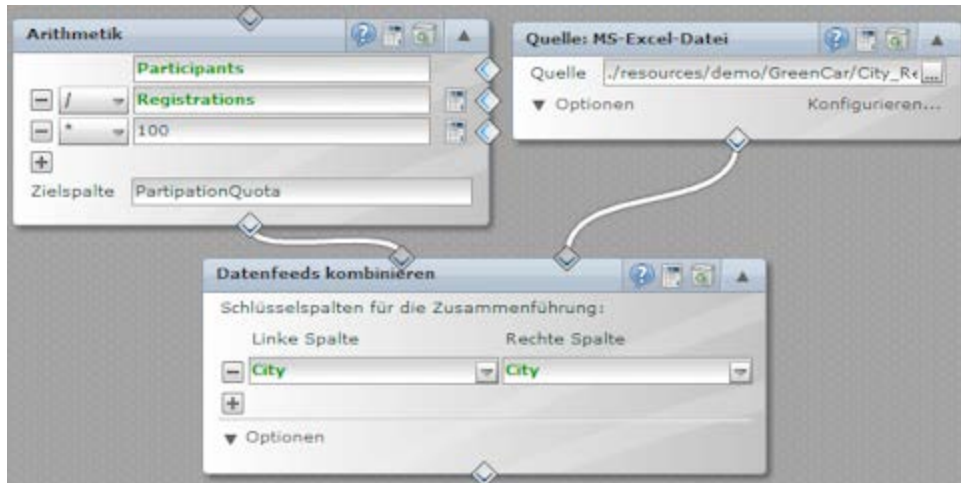 Arithmetik
Participants
/ Registrations
* 100
Zielspalte PartipationQuota
Quelle: MS-Excel-Datei
Quelle ./resources/demo/GreenCar/City_Re ...
Optionen Konfigurieren...
Datenfeeds kombinieren
Schlüsselspalten für die Zusammenführung:
Linke Spalte Rechte Spalte
City City
Optionen